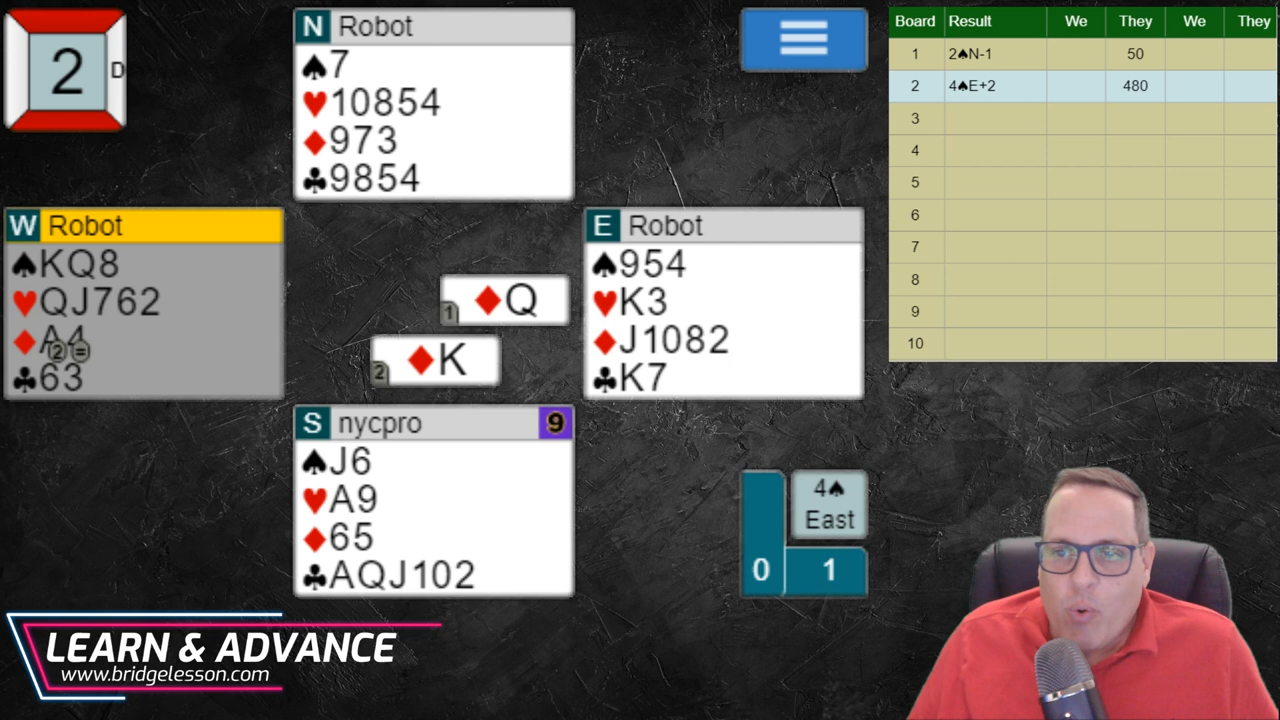 2
D
N Robot
♠7
♥10854
♦973
♣9854
Board Result We They We They
1 2♠N-1 50
2 4♠E+2 480
3
4
5
6
7
8
9
10
W Robot
♠KQ8
♥QJ762
♦A4
2 =
♣63
E Robot
♠954
♥K3
♦J1082
♣K7
1 ♦Q
2 ♦K
S nycpro 9
♠J6
♥A9
♦65
♣AQJ102
4♠
East
0 1
LEARN & ADVANCE
www.bridgelesson.com